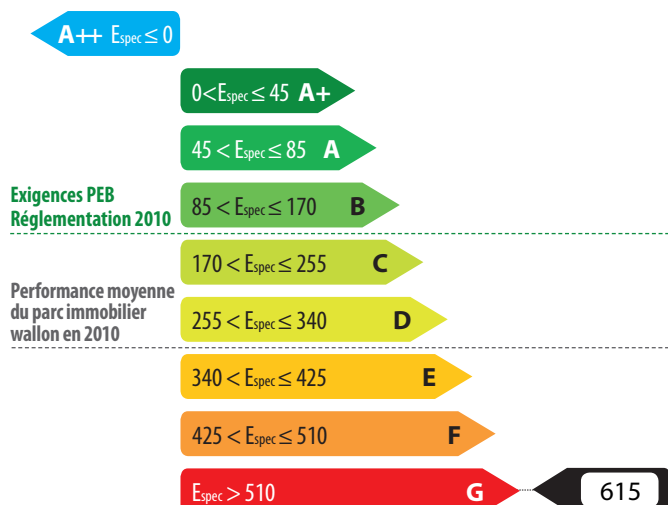 A++ Espec ≤ 0
0<Espec ≤ 45 A+
45 < Espec ≤ 85 A
Exigences PEB
Réglementation 2010
85 < Espec ≤ 170 B
170 < Espec ≤ 255 C
Performance moyenne
du parc immobilier
wallon en 2010
255 < Espec ≤ 340 D
340 < Espec ≤ 425 E
425 < Espec ≤ 510 F
Espec > 510 G 615